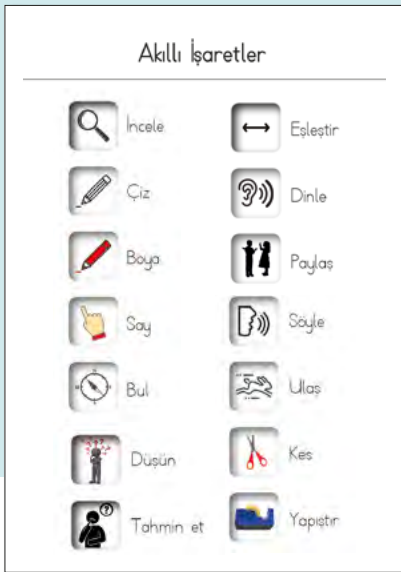 Akıllı İşaretler
İncele
Eşleştir
Çiz
Dinle
Boya
Paylaş
Say
Söyle
Bul
Ulaş
Düşün
Kes
Tahmin et
Yapıştır